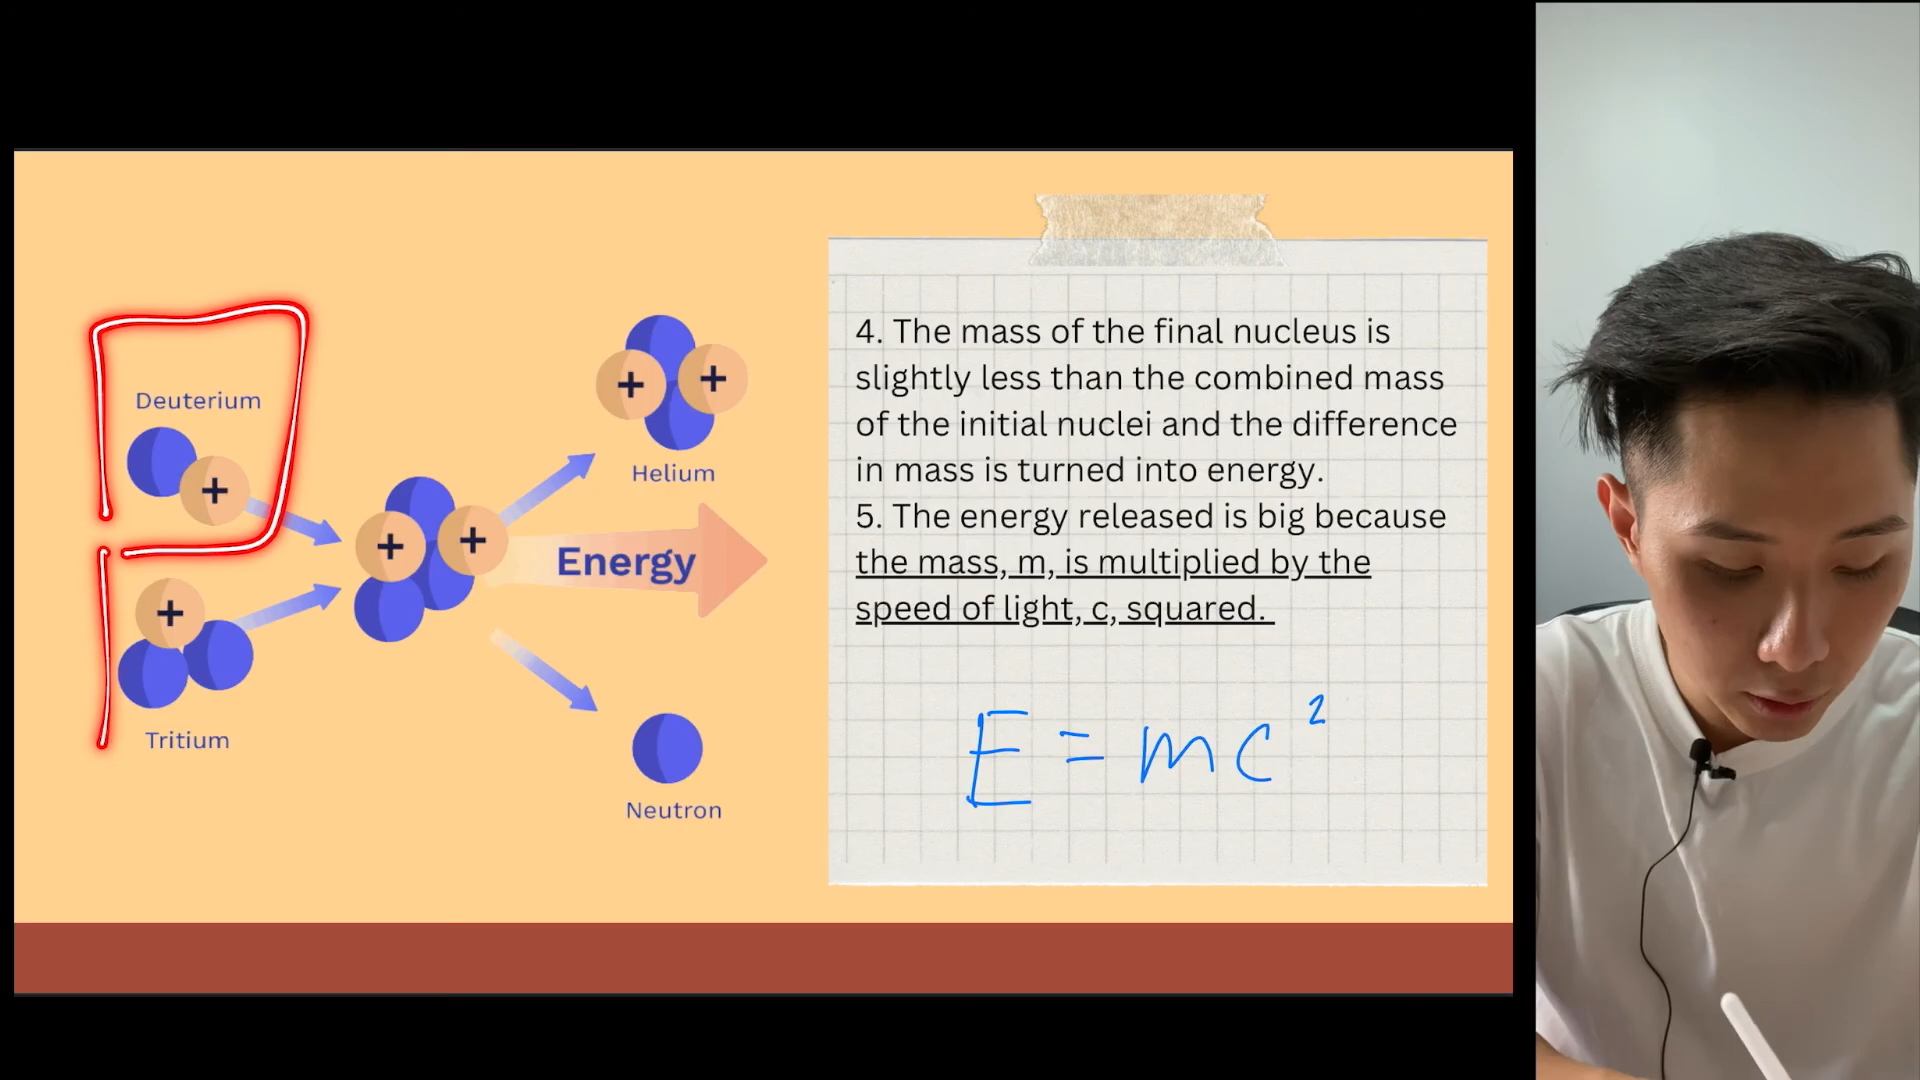 Deuterium
+
+
Tritium
+
+
Energy
+
+
Helium
Neutron
4. The mass of the final nucleus is
slightly less than the combined mass
of the initial nuclei and the difference
in mass is turned into energy.
5. The energy released is big because
the mass, m, is multiplied by the
speed of light, c, squared.
E = mc²